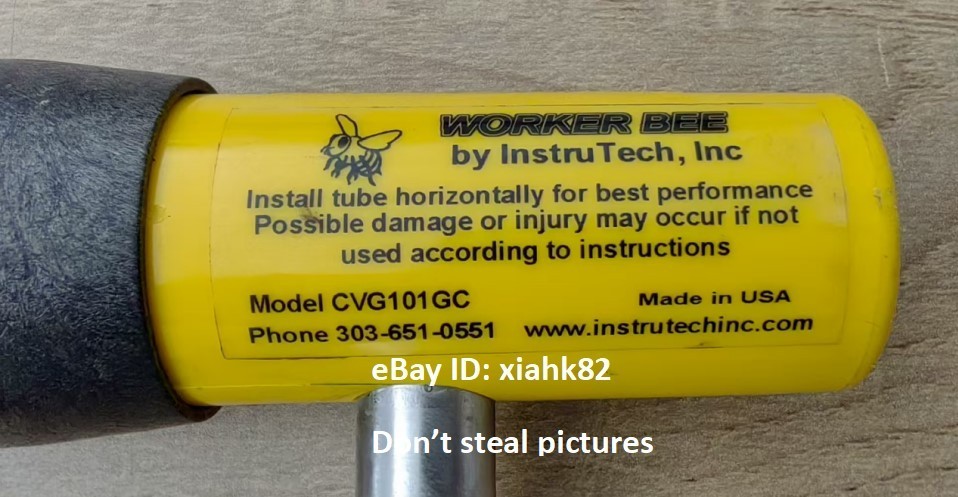 WORKER BEE
by InstruTech, Inc
Install tube horizontally for best performance
Possible damage or injury may occur if not
used according to instructions
Model CVG101GC
Made in USA
Phone 303-651-0551
www.instrutechinc.com
eBay ID: xiahk82
Don't steal pictures